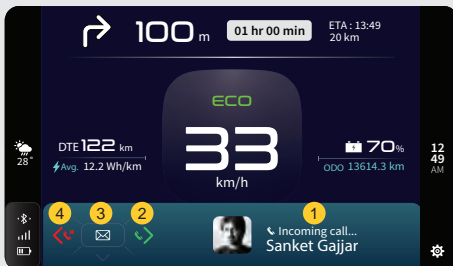 100 m
01 hr 00 min
ETA : 13:49
20 km
ECO
33
km/h
DTE 122 km
Avg. 12.2 Wh/km
70%
ODO 13614.3 km
28°
12
49
AM
4
3
2
1
Incoming call...
Sanket Gajjar